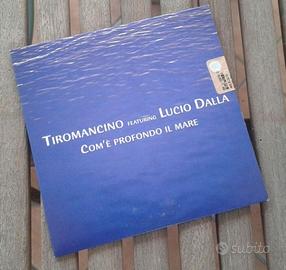 TIROMANCINO FEATURING LUCIO DALLA
COM'È PROFONDO IL MARE
subito